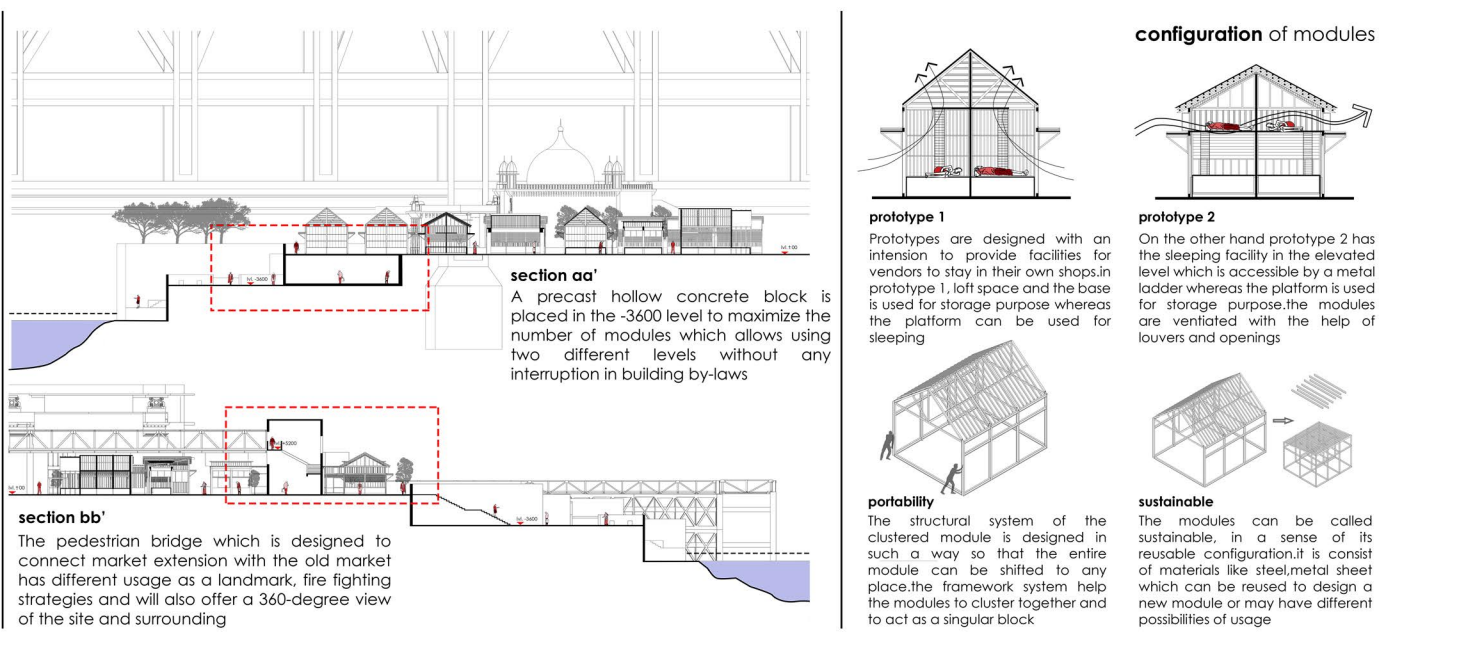 configuration of modules
lvl. ±00
lvl. -3600
section aa'
A precast hollow concrete block is
placed in the -3600 level to maximize the
number of modules which allows using
two different levels without any
interruption in building by-laws
lvl. +5200
lvl. ±00
lvl. -3600
section bb'
The pedestrian bridge which is designed to
connect market extension with the old market
has different usage as a landmark, fire fighting
strategies and will also offer a 360-degree view
of the site and surrounding
prototype 1
Prototypes are designed with an
intension to provide facilities for
vendors to stay in their own shops.in
prototype 1, loft space and the base
is used for storage purpose whereas
the platform can be used for
sleeping
prototype 2
On the other hand prototype 2 has
the sleeping facility in the elevated
level which is accessible by a metal
ladder whereas the platform is used
for storage purpose.the modules
are ventiated with the help of
louvers and openings
portability
The structural system of the
clustered module is designed in
such a way so that the entire
module can be shifted to any
place.the framework system help
the modules to cluster together and
to act as a singular block
sustainable
The modules can be called
sustainable, in a sense of its
reusable configuration.it is consist
of materials like steel,metal sheet
which can be reused to design a
new module or may have different
possibilities of usage